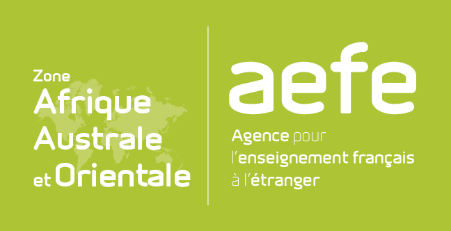 Zone
Afrique
Australe
et Orientale
aefe
Agence pour
l'enseignement français
à l'étranger